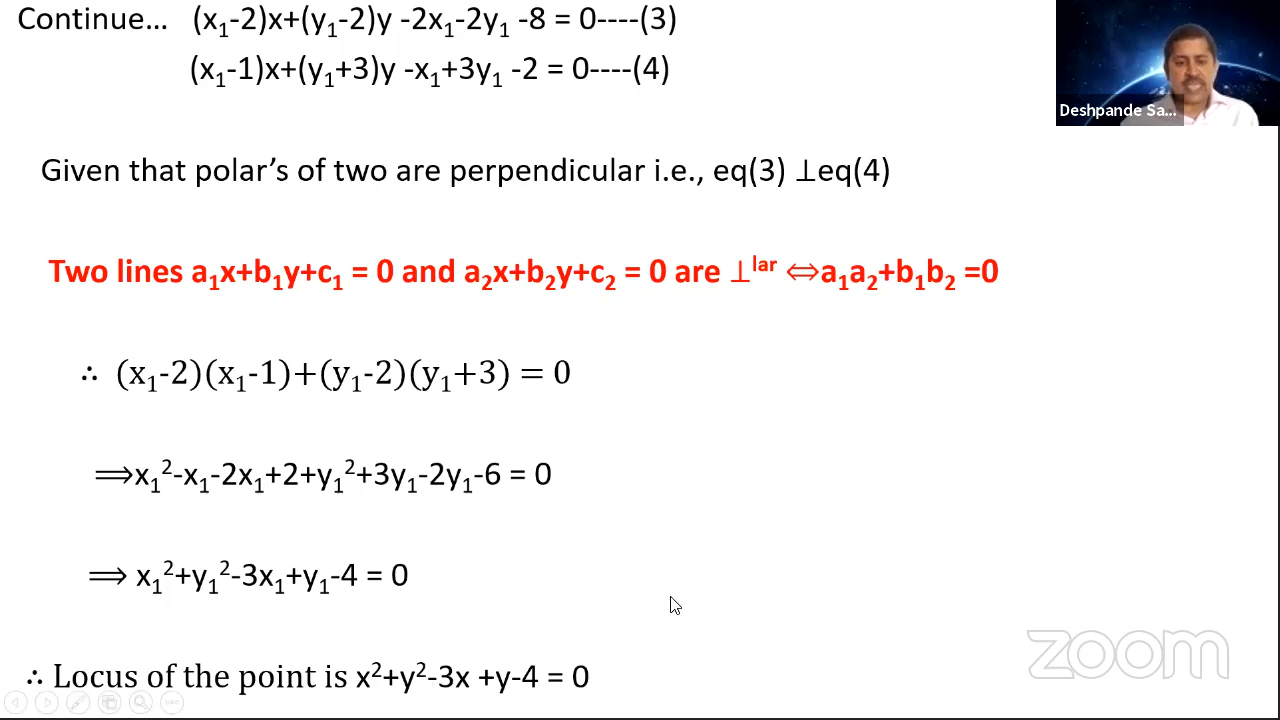 Continue... (x₁-2)x+(y₁-2)y -2x₁-2y₁ -8 = 0----(3)
(x₁-1)x+(y₁+3)y -x₁+3y₁ -2 = 0----(4)
Deshpande Sa...
Given that polar’s of two are perpendicular i.e., eq(3) ⊥eq(4)
Two lines a₁x+b₁y+c₁ = 0 and a₂x+b₂y+c₂ = 0 are ⊥ˡᵃʳ ⇔a₁a₂+b₁b₂ =0
∴ (x₁-2)(x₁-1)+(y₁-2)(y₁+3) = 0
⟹x₁²-x₁-2x₁+2+y₁²+3y₁-2y₁-6 = 0
⟹ x₁²+y₁²-3x₁+y₁-4 = 0
zoom
∴ Locus of the point is x²+y²-3x +y-4 = 0